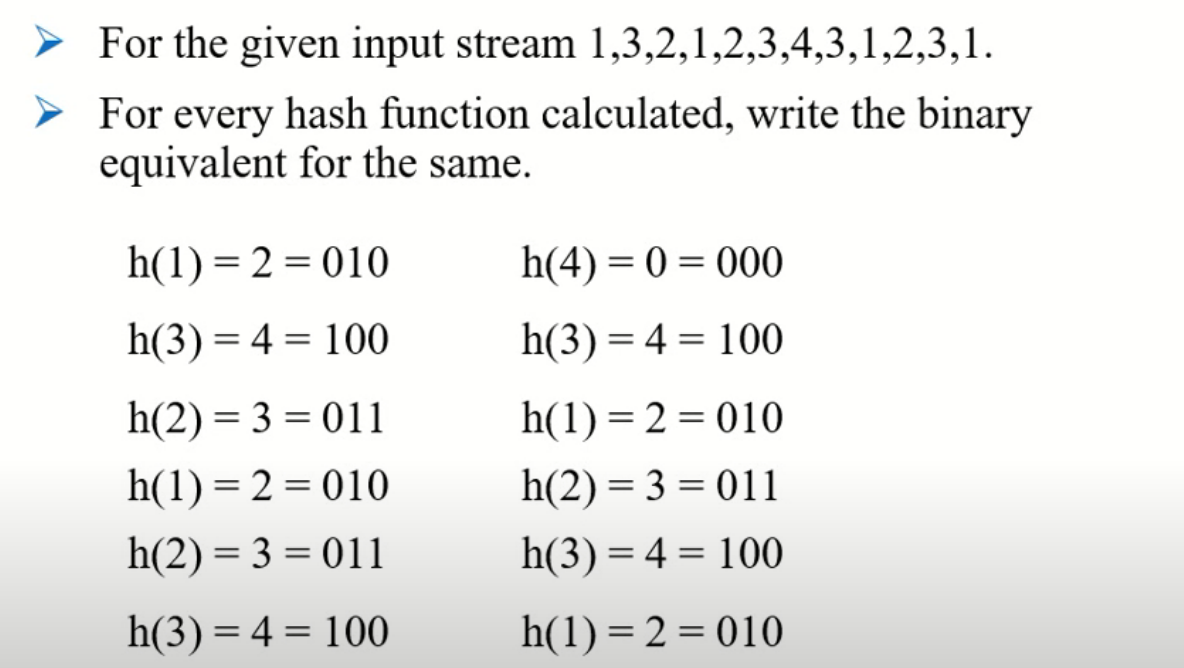 ➢ For the given input stream 1,3,2,1,2,3,4,3,1,2,3,1.
➢ For every hash function calculated, write the binary
equivalent for the same.
h(1) = 2 = 010
h(3) = 4 = 100
h(2) = 3 = 011
h(1) = 2 = 010
h(2) = 3 = 011
h(3) = 4 = 100
h(4) = 0 = 000
h(3) = 4 = 100
h(1) = 2 = 010
h(2) = 3 = 011
h(3) = 4 = 100
h(1) = 2 = 010